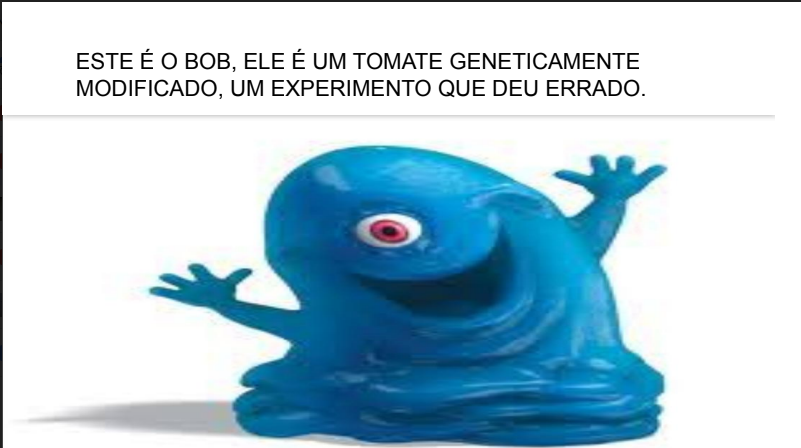 ESTE É O BOB, ELE É UM TOMATE GENETICAMENTE
MODIFICADO, UM EXPERIMENTO QUE DEU ERRADO.